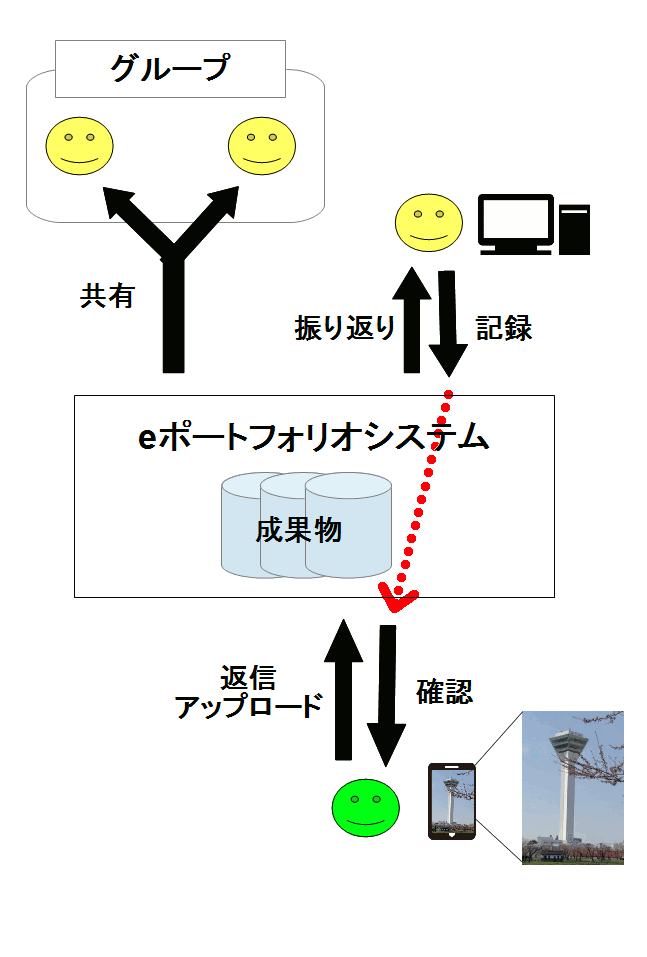 グループ
共有
振り返り
記録
eポートフォリオシステム
成果物
返信
アップロード
確認